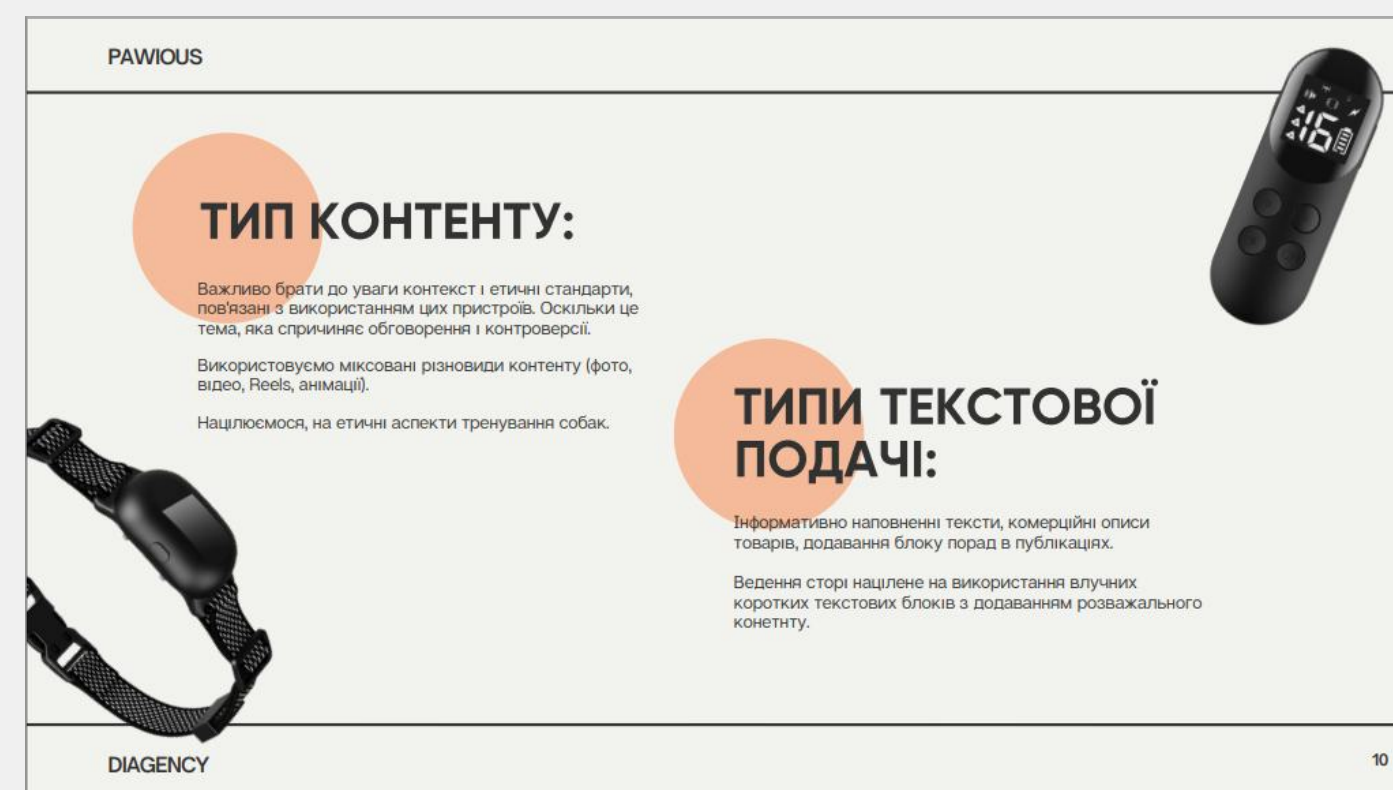 PAWIOUS
16
ТИП КОНТЕНТУ:
Важливо брати до уваги контекст і етичні стандарти,
пов'язані з використанням цих пристроїв. Оскільки це
тема, яка спричиняє обговорення і контроверсії.
Використовуємо міксовані різновиди контенту (фото,
відео, Reels, анімації).
Націлюємося, на етичні аспекти тренування собак.
ТИПИ ТЕКСТОВОЇ
ПОДАЧІ:
Інформативно наповненні тексти, комерційні описи
товарів, додавання блоку порад в публікаціях.
Ведення сторі націлене на використання влучних
коротких текстових блоків з додаванням розважального
конетнту.
DIAGENCY
10